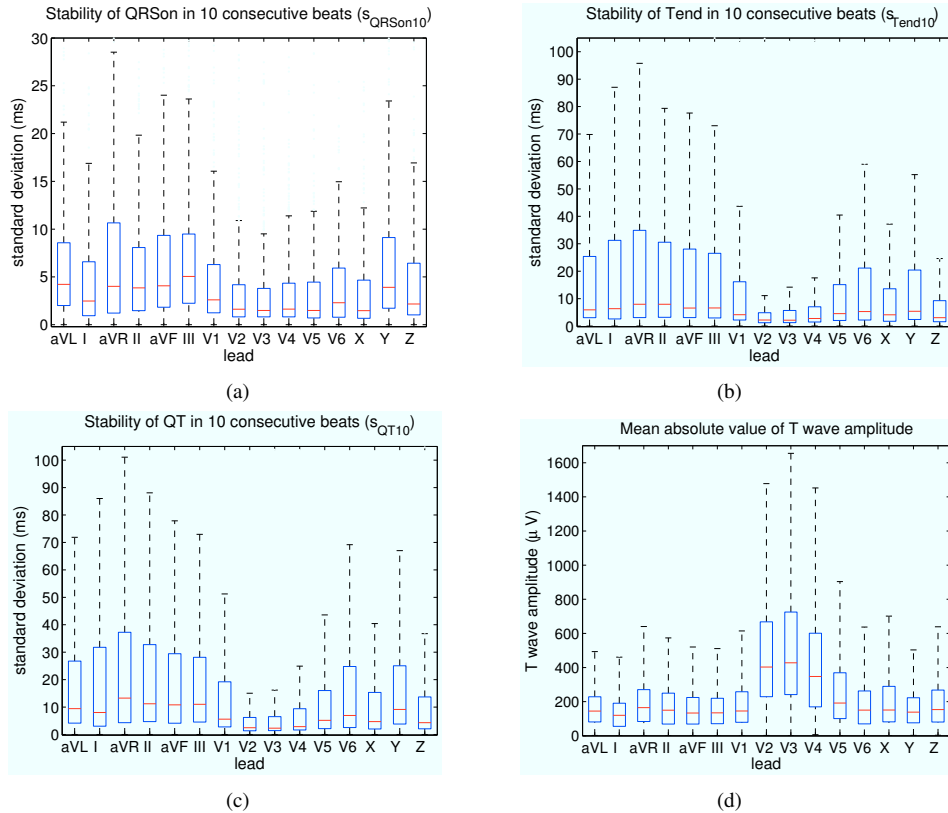 Stability of QRSon in 10 consecutive beats (s_QRSon10)
30
25
20
15
10
5
0
standard deviation (ms)
aVL I aVR II aVF III V1 V2 V3 V4 V5 V6 X Y Z
lead
(a)
Stability of Tend in 10 consecutive beats (s_Tend10)
100
90
80
70
60
50
40
30
20
10
0
standard deviation (ms)
aVL I aVR II aVF III V1 V2 V3 V4 V5 V6 X Y Z
lead
(b)
Stability of QT in 10 consecutive beats (s_QT10)
100
90
80
70
60
50
40
30
20
10
0
standard deviation (ms)
aVL I aVR II aVF III V1 V2 V3 V4 V5 V6 X Y Z
lead
(c)
Mean absolute value of T wave amplitude
1600
1400
1200
1000
800
600
400
200
0
T wave amplitude (μ V)
aVL I aVR II aVF III V1 V2 V3 V4 V5 V6 X Y Z
lead
(d)